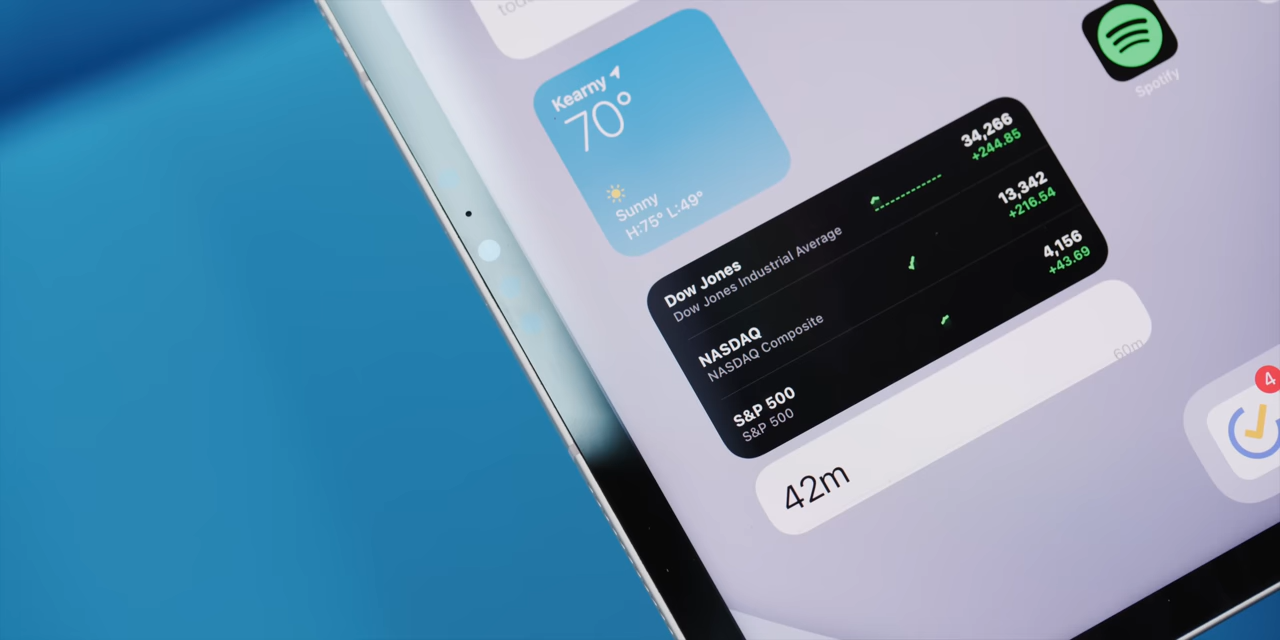 Kearny
70°
Sunny
H:75° L:49°
Spotify
Dow Jones
Dow Jones Industrial Average
34,266
+244.85
NASDAQ
NASDAQ Composite
13,342
+216.54
S&P 500
S&P 500
4,156
+43.69
60m
42m
4